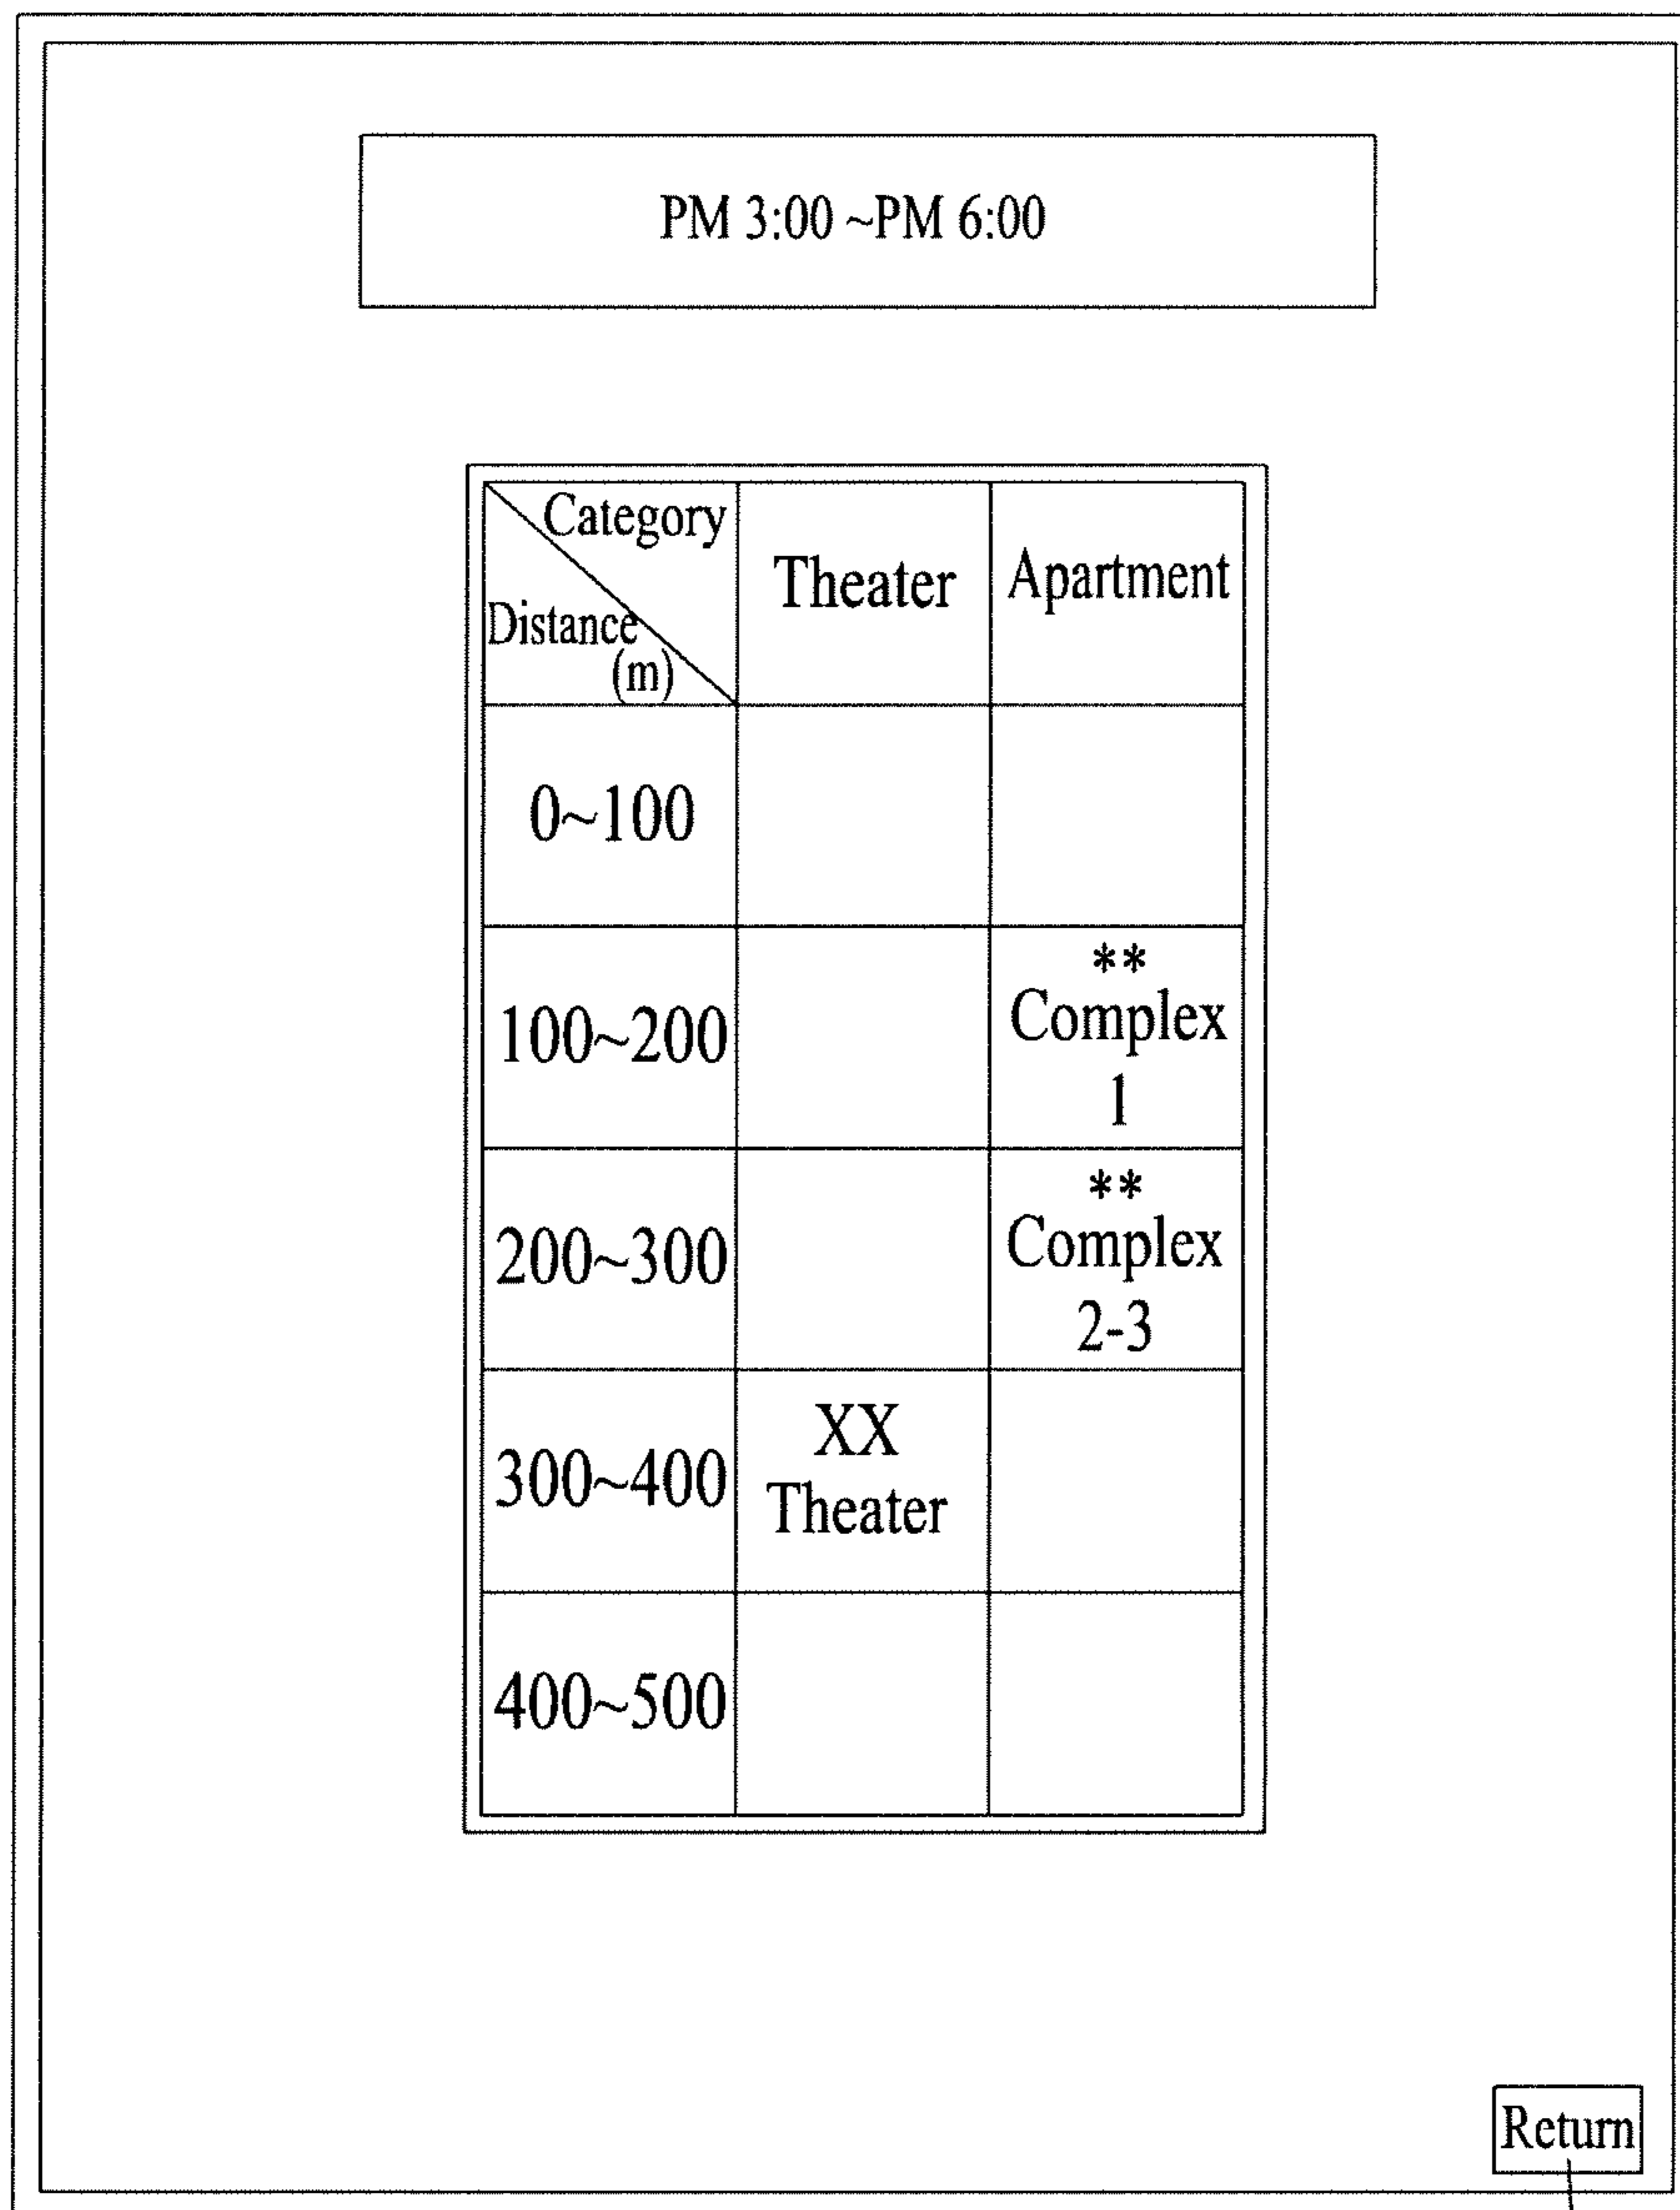 PM 3:00 ~PM 6:00
Category
Distance
(m)
Theater
Apartment
0~100
100~200
**
Complex
1
200~300
**
Complex
2-3
300~400
XX
Theater
400~500
Return